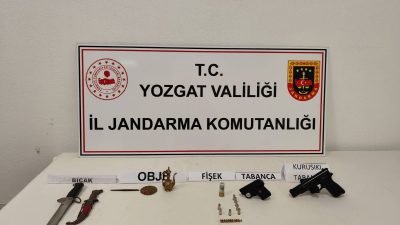 T.C.
YOZGAT VALİLİĞİ
İL JANDARMA KOMUTANLIĞI
BIÇAK
OBJE
FİŞEK
TABANCA
KURUSIKI